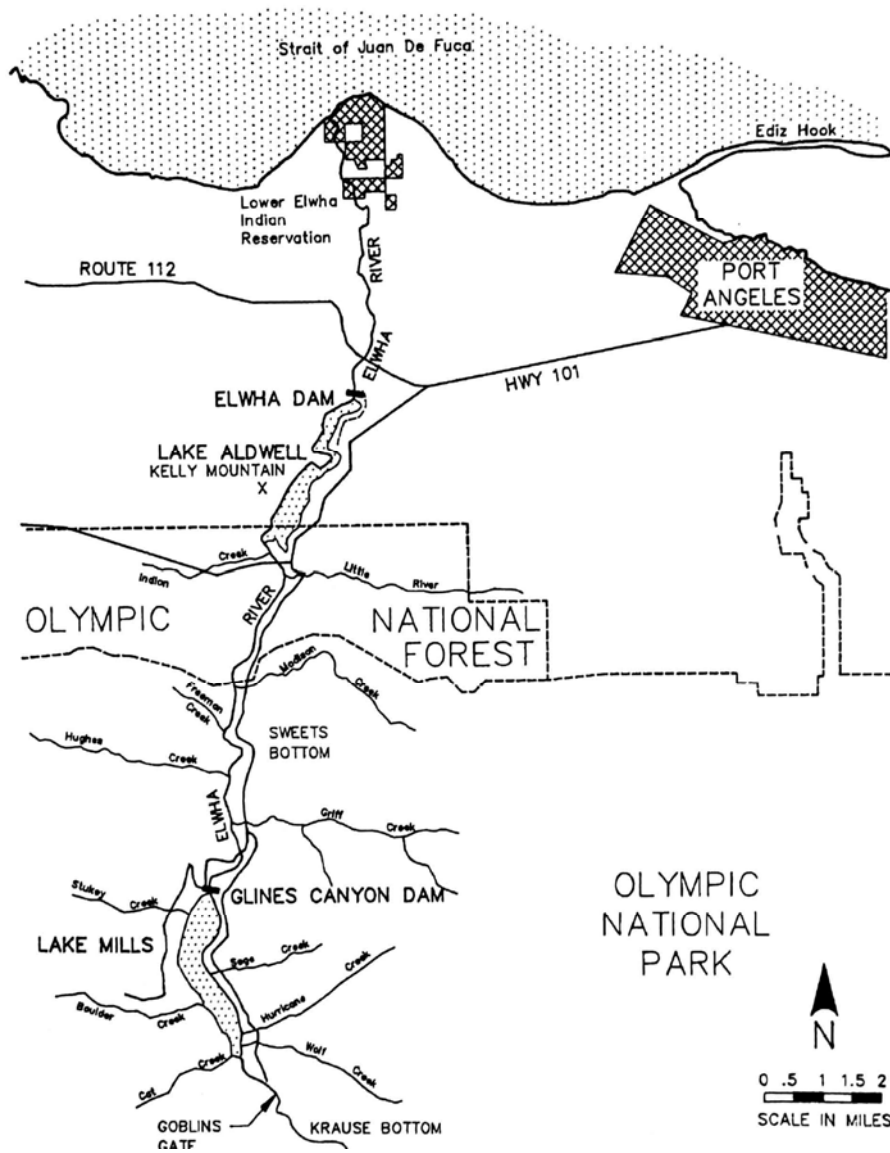 Strait of Juan De Fuca
Ediz Hook
Lower Elwha
Indian
Reservation
RIVER
ROUTE 112
PORT
ANGELES
ELWHA
HWY 101
ELWHA DAM
LAKE ALDWELL
KELLY MOUNTAIN
X
Creek
Indian
Little
River
RIVER
OLYMPIC
NATIONAL
FOREST
Madison
Creek
Freeman
Creek
SWEETS
BOTTOM
Hughes
Creek
ELWHA
Griff
Creek
Stukey
Creek
GLINES CANYON DAM
OLYMPIC
NATIONAL
PARK
LAKE MILLS
Sege
Creek
Creek
Hurricane
Boulder
Creek
Wolf
Creek
Cat
Creek
N
0 .5 1 1.5 2
SCALE IN MILES
GOBLINS
GATE
KRAUSE BOTTOM